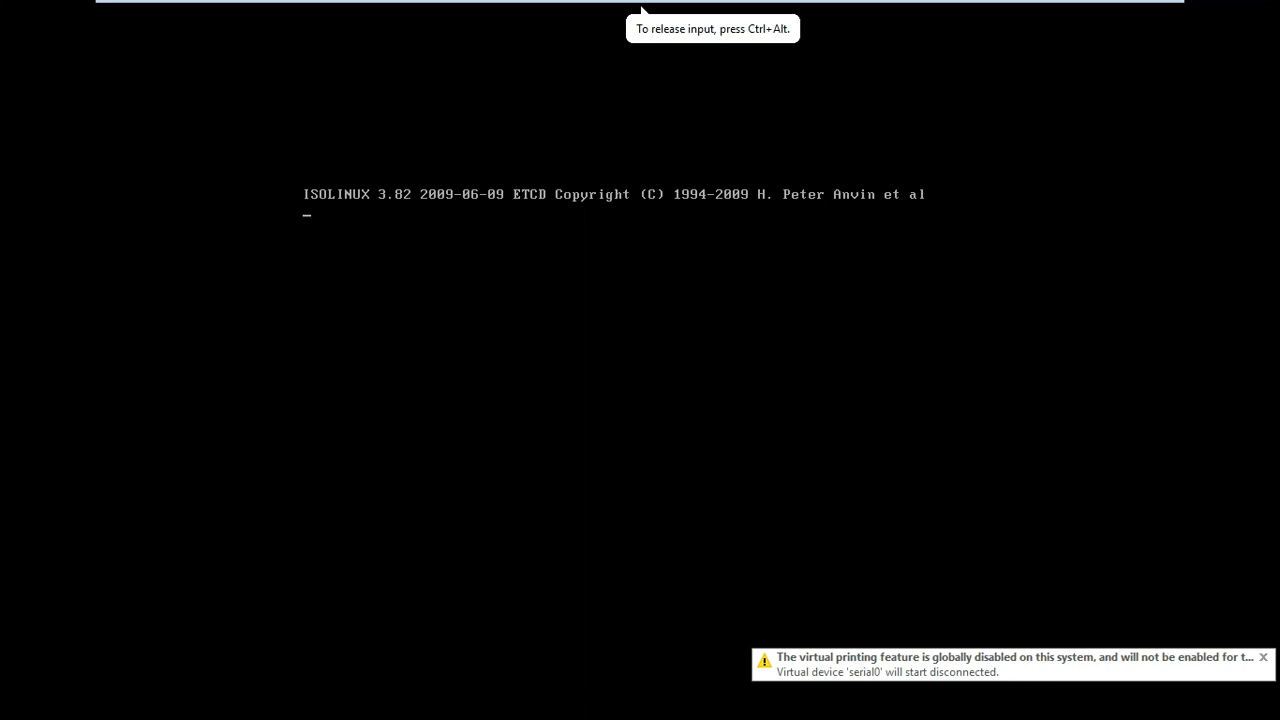 To release input, press Ctrl+Alt.
ISOLINUX 3.82 2009-06-09 ETCD Copyright (C) 1994-2009 H. Peter Anvin et al
_
The virtual printing feature is globally disabled on this system, and will not be enabled for t...
Virtual device 'serial0' will start disconnected.